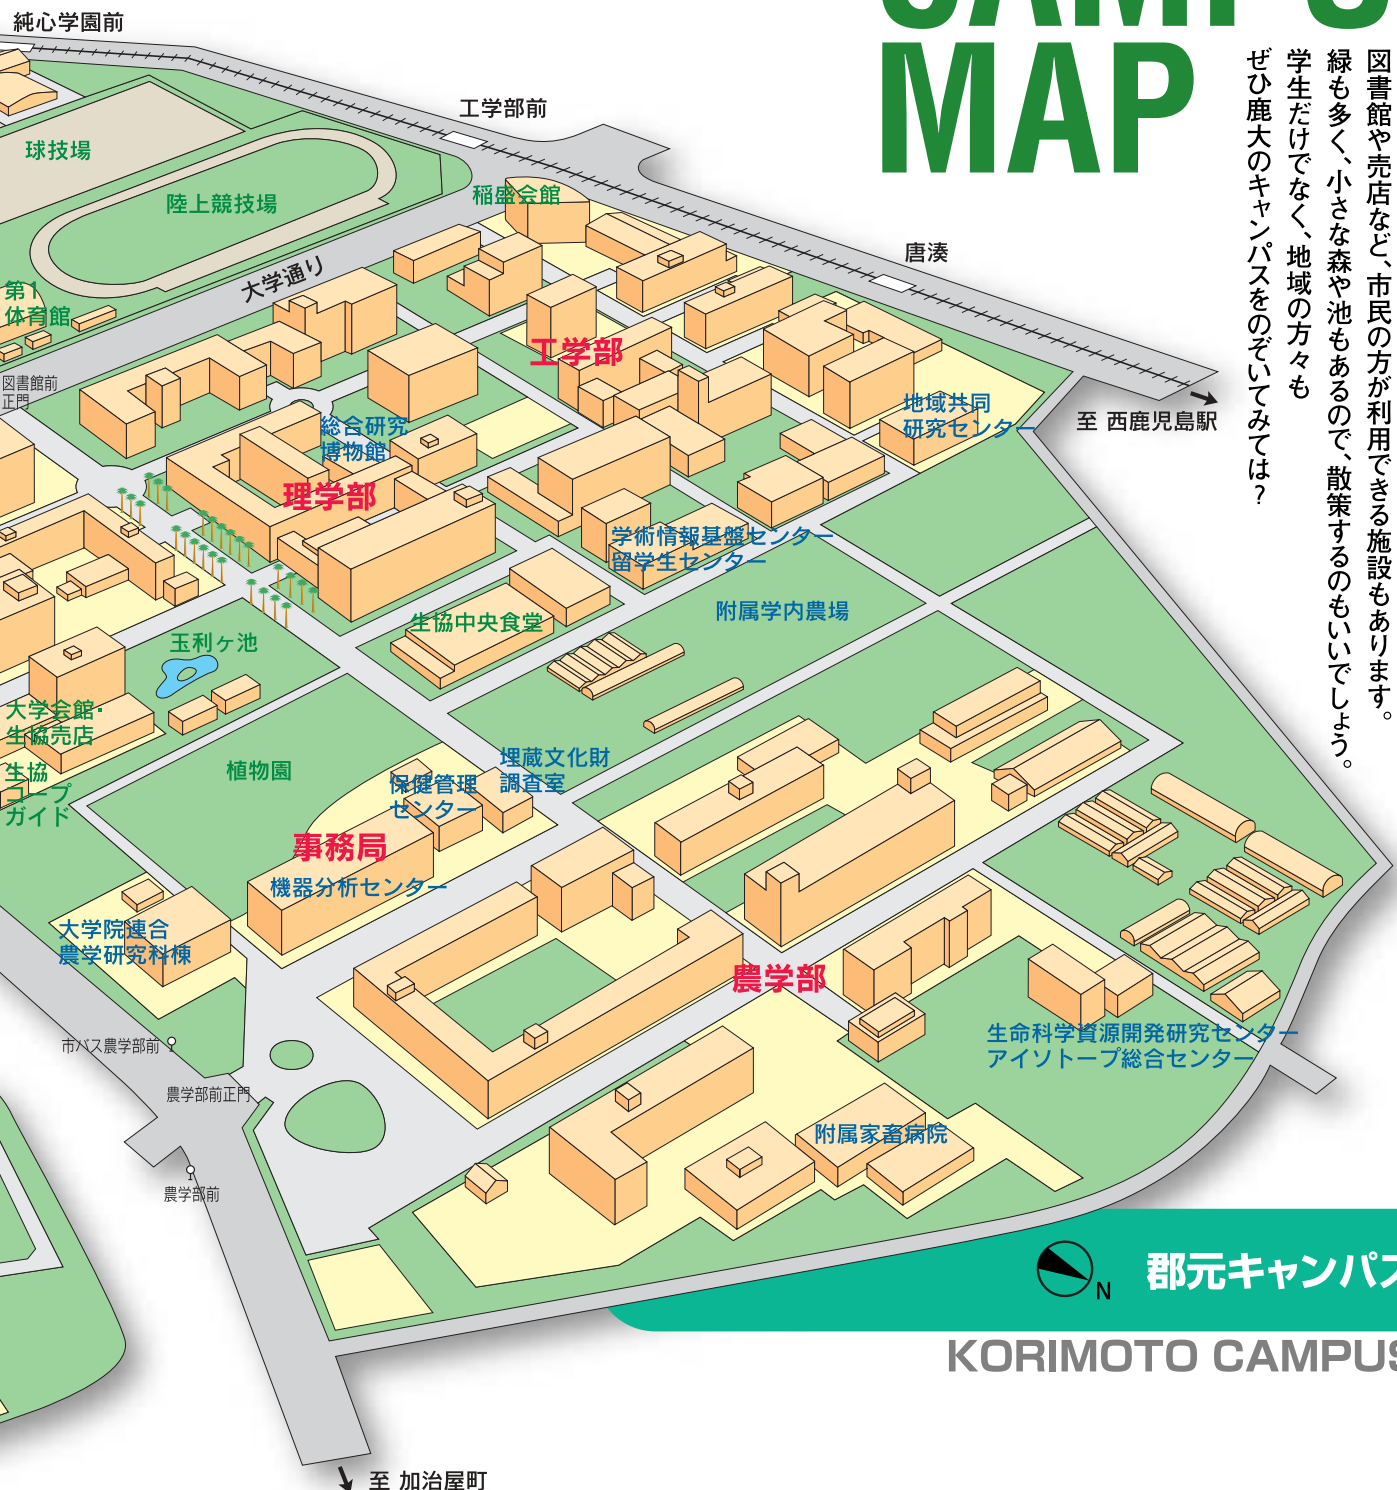 CAMPU
MAP
図書館や売店など、市民の方が利用できる施設もあります。
緑も多く、小さな森や池もあるので、散策するのもいいでしょう。
学生だけでなく、地域の方々も
ぜひ鹿大のキャンパスをのぞいてみては?
純心学園前
工学部前
球技場
陸上競技場
稲盛会館
唐湊
大学通り
第1
体育館
図書館前
正門
工学部
至 西鹿児島駅
地域共同
研究センター
総合研究
博物館
理学部
学術情報基盤センター
留学生センター
附属学内農場
生協中央食堂
玉利ヶ池
大学会館・
生協売店
生協
コープ
ガイド
植物園
埋蔵文化財
調査室
保健管理
センター
事務局
機器分析センター
大学院連合
農学研究科棟
農学部
生命科学資源開発研究センター
アイソトープ総合センター
市バス農学部前
農学部前正門
附属家畜病院
農学部前
N
郡元キャンパス
KORIMOTO CAMPUS
至 加治屋町